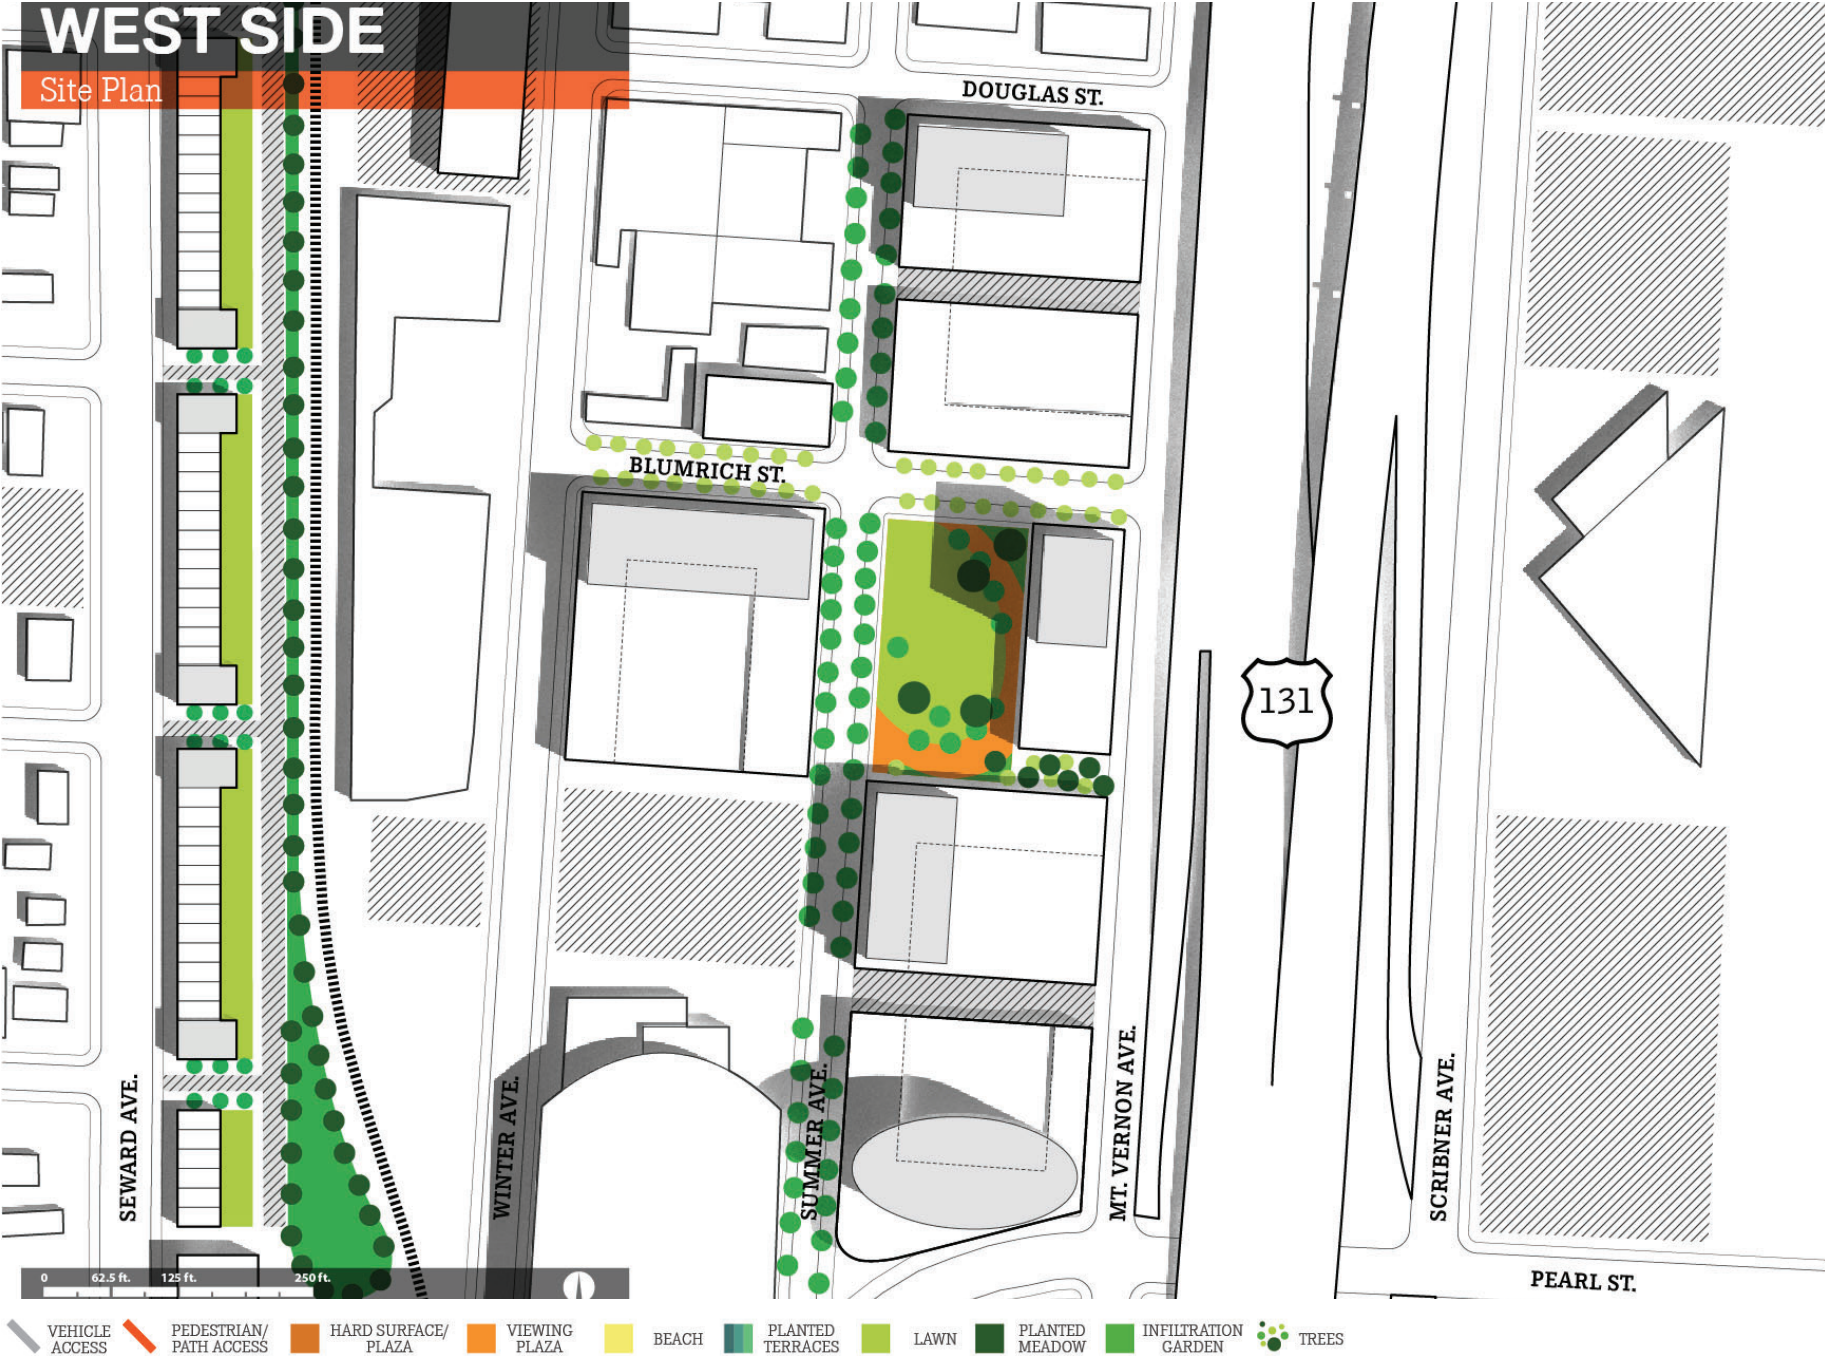 WEST SIDE
Site Plan
DOUGLAS ST.
BLUMRICH ST.
131
SEWARD AVE.
WINTER AVE.
SUMMER AVE.
MT. VERNON AVE.
SCRIBNER AVE.
PEARL ST.
0 62.5 ft. 125 ft. 250 ft.
VEHICLE
ACCESS
PEDESTRIAN/
PATH ACCESS
HARD SURFACE/
PLAZA
VIEWING
PLAZA
BEACH
PLANTED
TERRACES
LAWN
PLANTED
MEADOW
INFILTRATION
GARDEN
TREES